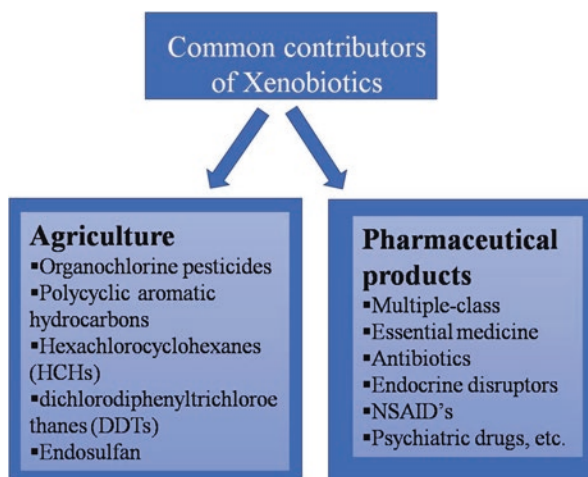 Common contributors
of Xenobiotics
Agriculture
▪Organochlorine pesticides
▪Polycyclic aromatic
hydrocarbons
▪Hexachlorocyclohexanes
(HCHs)
▪dichlorodiphenyltrichloroe
thanes (DDTs)
▪Endosulfan
Pharmaceutical
products
▪Multiple-class
▪Essential medicine
▪Antibiotics
▪Endocrine disruptors
▪NSAID's
▪Psychiatric drugs, etc.